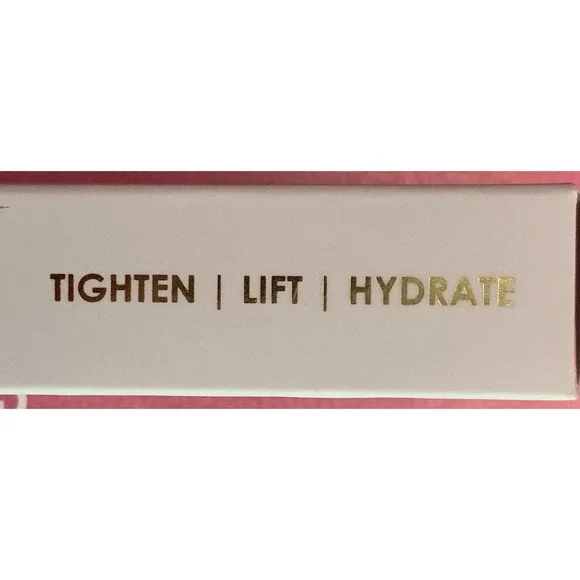 TIGHTEN | LIFT | HYDRATE